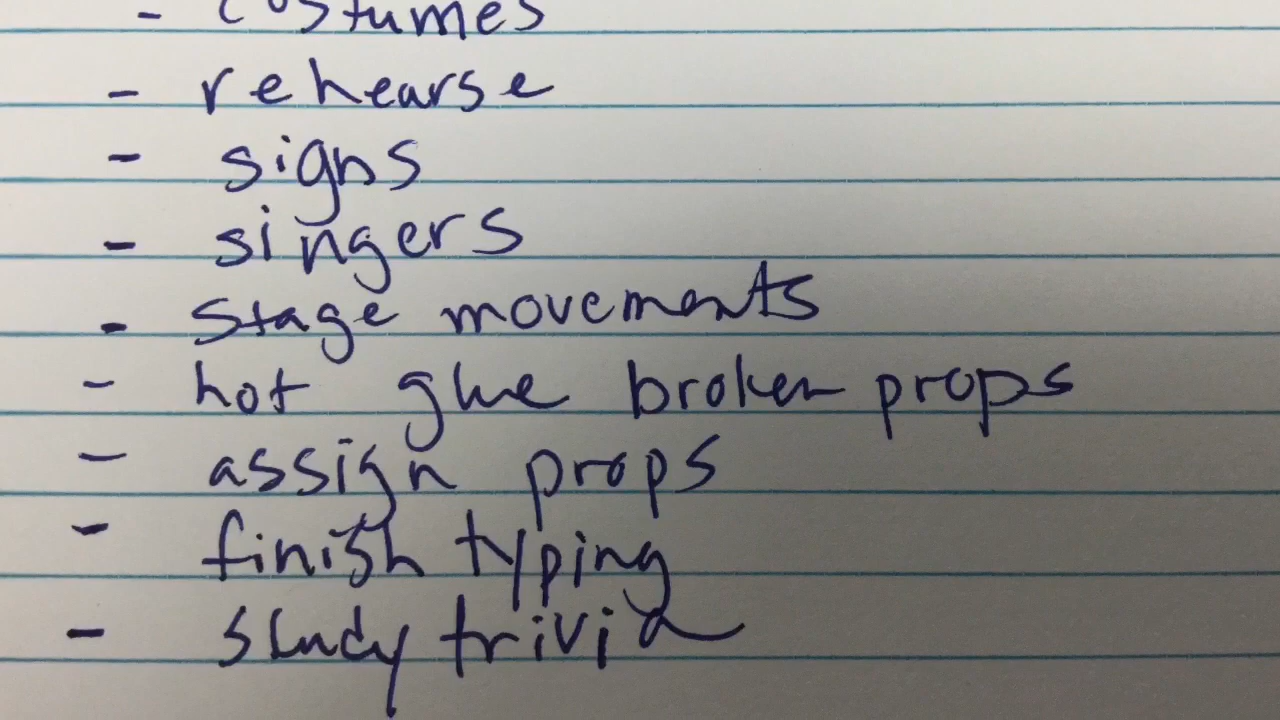 - costumes
- rehearse
- signs
- singers
- stage movements
- hot glue broken props
- assign props
- finish typing
- study trivia